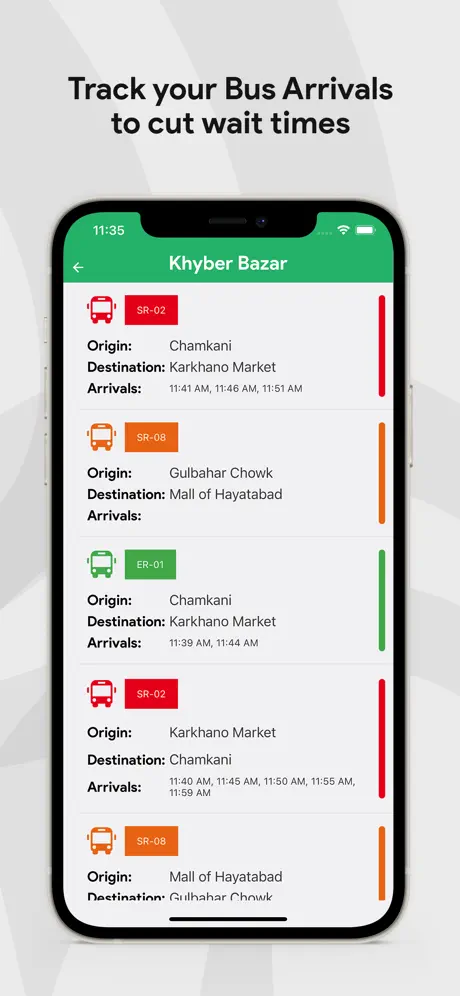 Track your Bus Arrivals
to cut wait times
11:35
Khyber Bazar
SR-02
Origin: Chamkani
Destination: Karkhano Market
Arrivals: 11:41 AM, 11:46 AM, 11:51 AM
SR-08
Origin: Gulbahar Chowk
Destination: Mall of Hayatabad
Arrivals:
ER-01
Origin: Chamkani
Destination: Karkhano Market
Arrivals: 11:39 AM, 11:44 AM
SR-02
Origin: Karkhano Market
Destination: Chamkani
Arrivals: 11:40 AM, 11:45 AM, 11:50 AM, 11:55 AM,
11:59 AM
SR-08
Origin: Mall of Hayatabad
Destination: Gulbahar Chowk